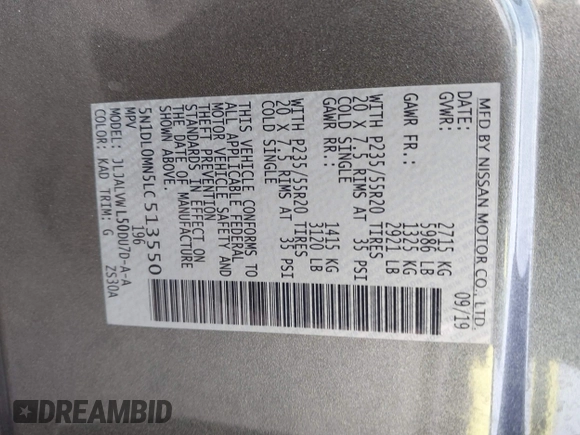 MFD BY NISSAN MOTOR CO., LTD.
DATE: 09/19
GVWR: 2715 KG
5986 LB
GAWR FR.: 1325 KG
2921 LB
WITH P235/55R20 TIRES
20 X 7.5 RIMS AT 35 PSI
COLD SINGLE
GAWR RR.: 1415 KG
3120 LB
WITH P235/55R20 TIRES
20 X 7.5 RIMS AT 35 PSI
COLD SINGLE
THIS VEHICLE CONFORMS TO
ALL APPLICABLE FEDERAL
MOTOR VEHICLE SAFETY AND
THEFT PREVENTION
STANDARDS IN EFFECT ON
THE DATE OF MANUFACTURE
SHOWN ABOVE.
5N1DL0MN5LC513550
MPV 196
MODEL: JLJALVWL50DU7D-A-A
COLOR: KAD TRIM: G ZS30A
DREAMBID